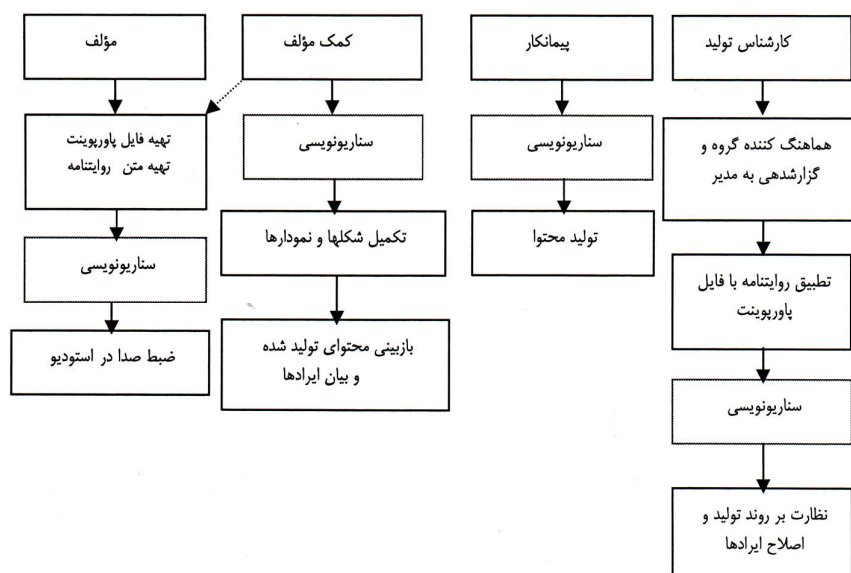 کارشناس تولید
هماهنگ کننده گروه و
گزارشدهی به مدیر
تطبیق روایتنامه با فایل
پاورپوینت
سناریونویسی
نظارت بر روند تولید و
اصلاح ایرادها
پیمانکار
سناریونویسی
تولید محتوا
کمک مؤلف
سناریونویسی
تکمیل شکلها و نمودارها
بازبینی محتوای تولید شده
و بیان ایرادها
مؤلف
تهیه فایل پاورپوینت
تهیه متن روایتنامه
سناریونویسی
ضبط صدا در استودیو